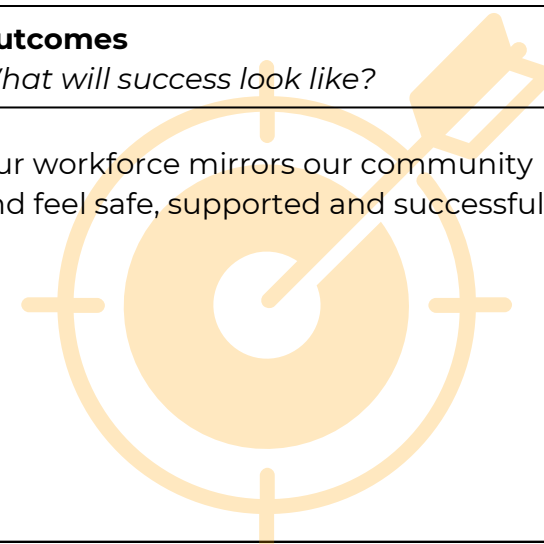 utcomes
hat will success look like?
ur workforce mirrors our community
nd feel safe, supported and successful